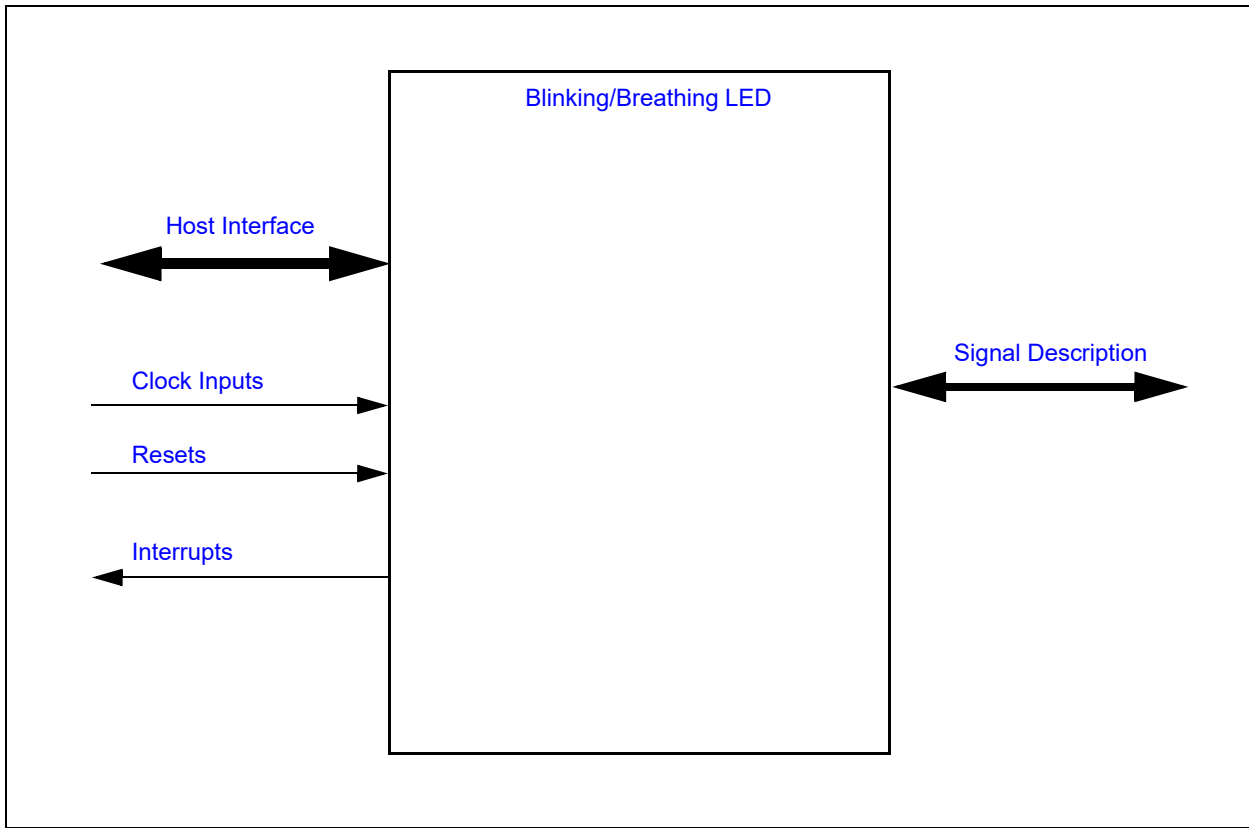 Blinking/Breathing LED
Host Interface
Signal Description
Clock Inputs
Resets
Interrupts